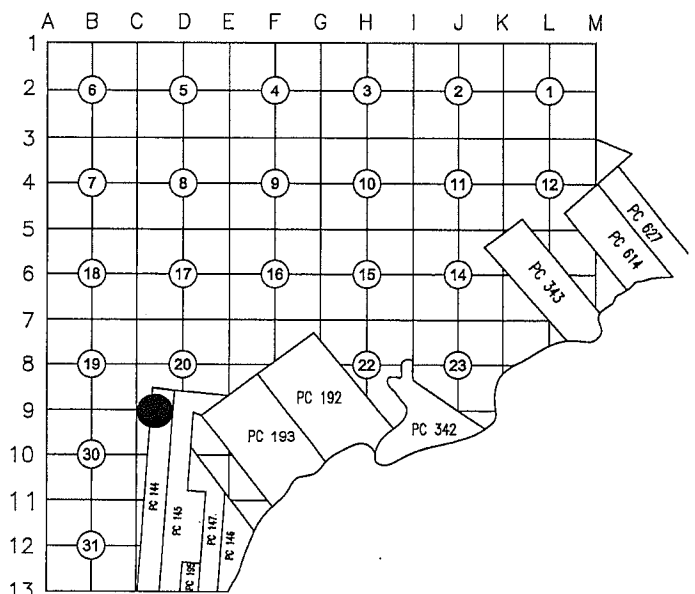 A B C D E F G H I J K L M
1
2 6 5 4 3 2 1
3
4 7 8 9 10 11 12
PC 627
5
PC 614
6 18 17 16 15 14
PC 343
7
8 19 20 22 23
9
PC 192
PC 342
PC 193
10 30
PC 144
11
PC 145
PC 147
PC 146
12 31
PC 195
13